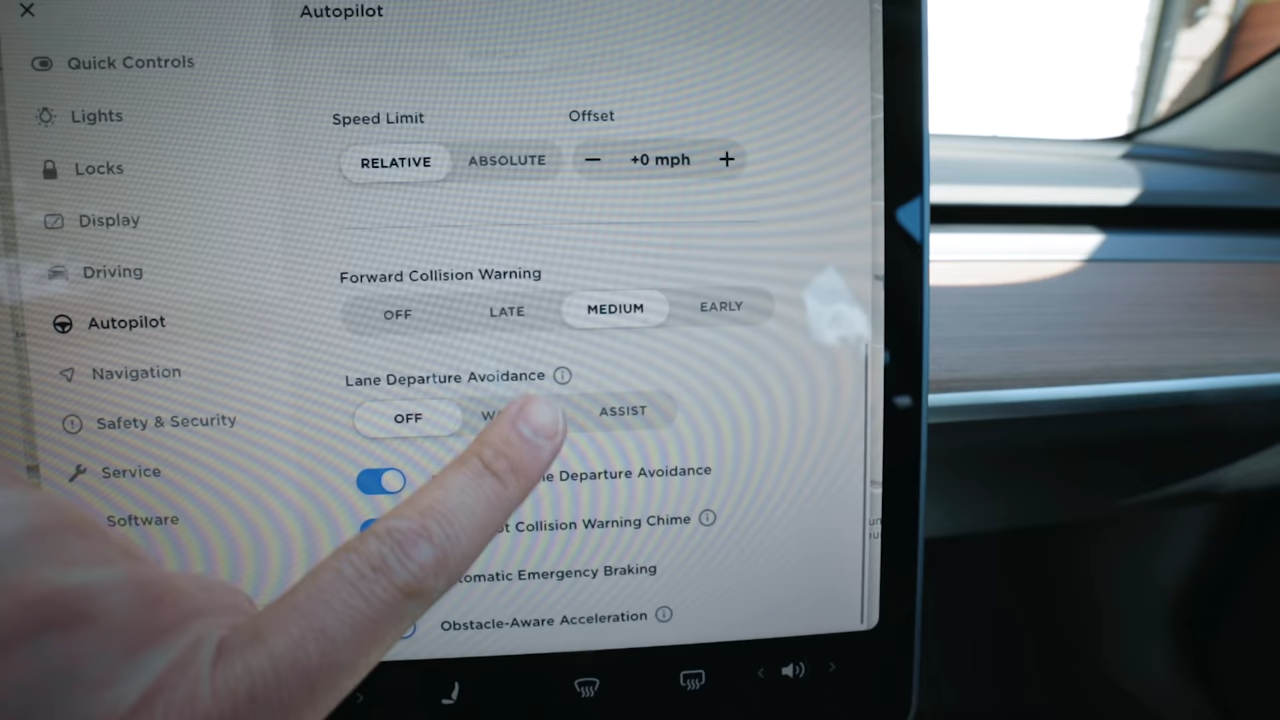 Autopilot
Quick Controls
Lights
Locks
Display
Driving
Autopilot
Navigation
Safety & Security
Service
Software
Speed Limit Offset
RELATIVE ABSOLUTE − +0 mph +
Forward Collision Warning
OFF LATE MEDIUM EARLY
Lane Departure Avoidance
OFF ASSIST
Departure Avoidance
Collision Warning Chime
Emergency Braking
Obstacle-Aware Acceleration